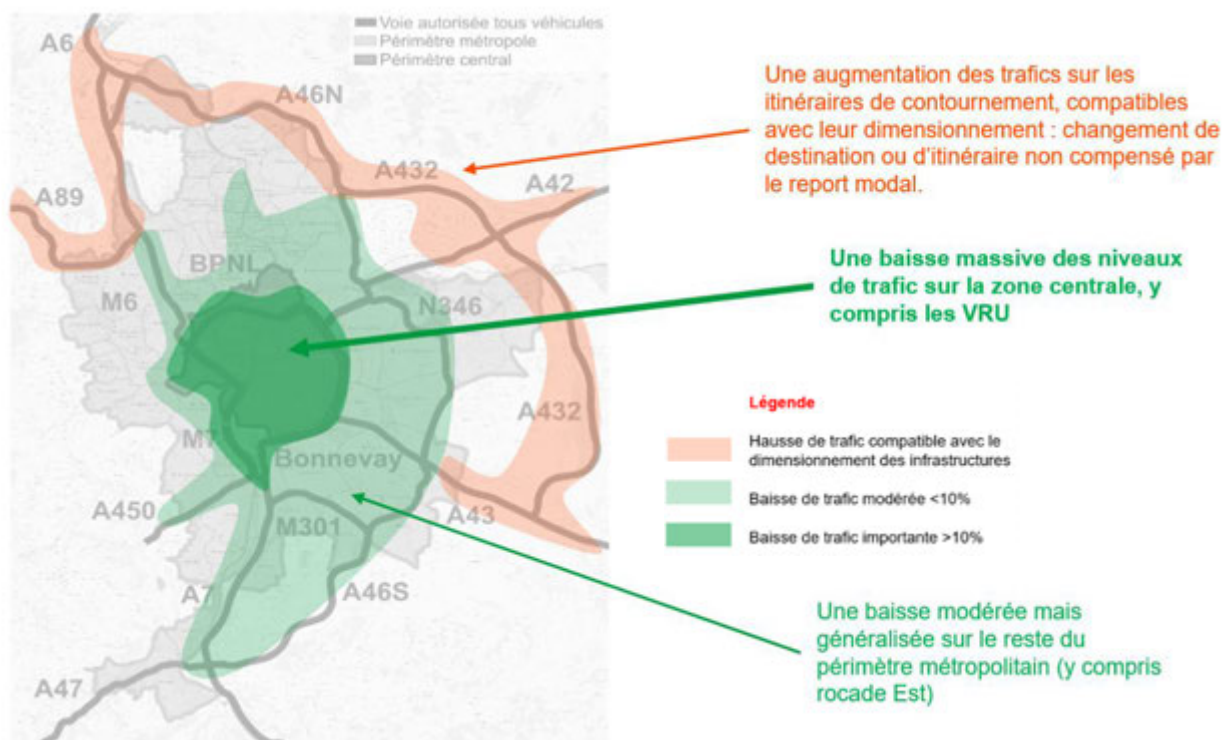 Voie autorisée tous véhicules
Périmètre métropole
Périmètre central
A6
A46N
A432
A42
A89
BPNL
M6
N346
A432
M7
Bonnevay
A450
M301
A43
A7
A46S
A47
Une augmentation des trafics sur les
itinéraires de contournement, compatibles
avec leur dimensionnement : changement de
destination ou d'itinéraire non compensé par
le report modal.
Une baisse massive des niveaux
de trafic sur la zone centrale, y
compris les VRU
Légende
Hausse de trafic compatible avec le
dimensionnement des infrastructures
Baisse de trafic modérée <10%
Baisse de trafic importante >10%
Une baisse modérée mais
généralisée sur le reste du
périmètre métropolitain (y compris
rocade Est)